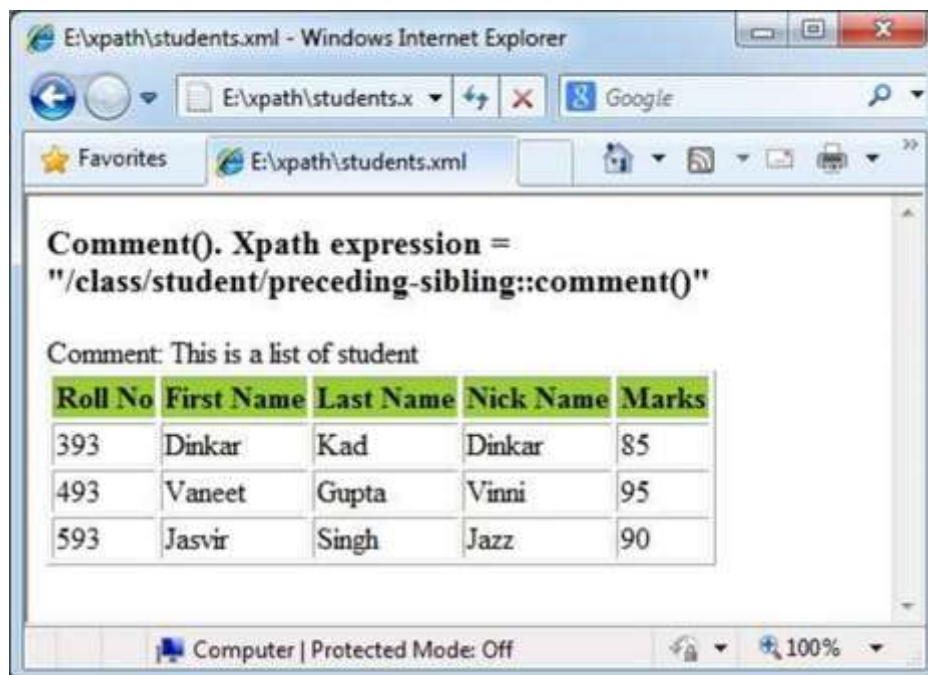 E:\xpath\students.xml - Windows Internet Explorer
E:\xpath\students.x Google
Favorites E:\xpath\students.xml
Comment(). Xpath expression =
"/class/student/preceding-sibling::comment()"
Comment: This is a list of student
Roll No First Name Last Name Nick Name Marks
393 Dinkar Kad Dinkar 85
493 Vaneet Gupta Vinni 95
593 Jasvir Singh Jazz 90
Computer | Protected Mode: Off 100%